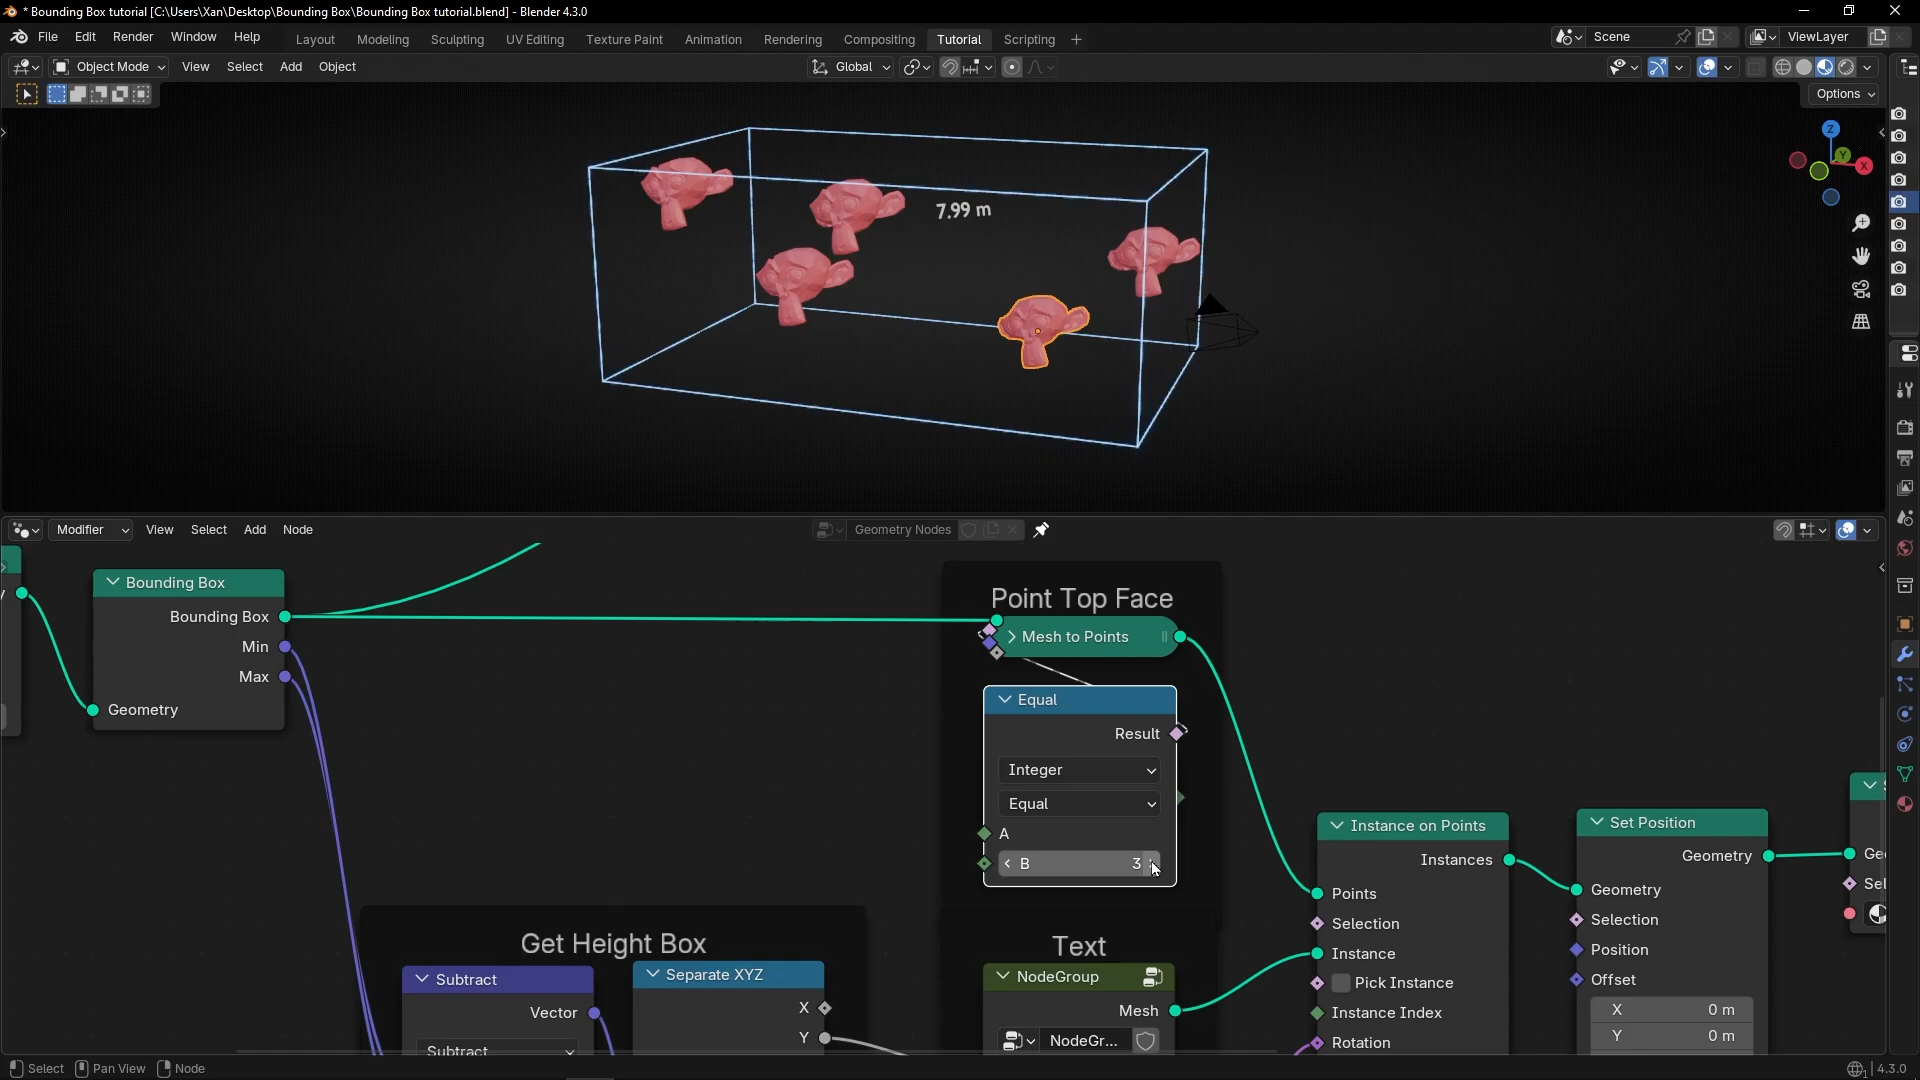 * Bounding Box tutorial [C:\Users\Xan\Desktop\Bounding Box\Bounding Box tutorial.blend] - Blender 4.3.0
File Edit Render Window Help Layout Modeling Sculpting UV Editing Texture Paint Animation Rendering Compositing Tutorial Scripting + Scene ViewLayer
Object Mode View Select Add Object Global
Options
Z
Y
X
7.99 m
Modifier View Select Add Node Geometry Nodes
Bounding Box
Bounding Box
Min
Max
Geometry
Point Top Face
Mesh to Points
Equal
Result
Integer
Equal
A
B 3
Get Height Box
Subtract
Vector
Subtract
Separate XYZ
X
Y
Text
NodeGroup
Mesh
NodeGr...
Instance on Points
Instances
Points
Selection
Instance
Pick Instance
Instance Index
Rotation
Set Position
Geometry
Geometry
Selection
Position
Offset
X 0 m
Y 0 m
Ge
Sel
Select Pan View Node 4.3.0